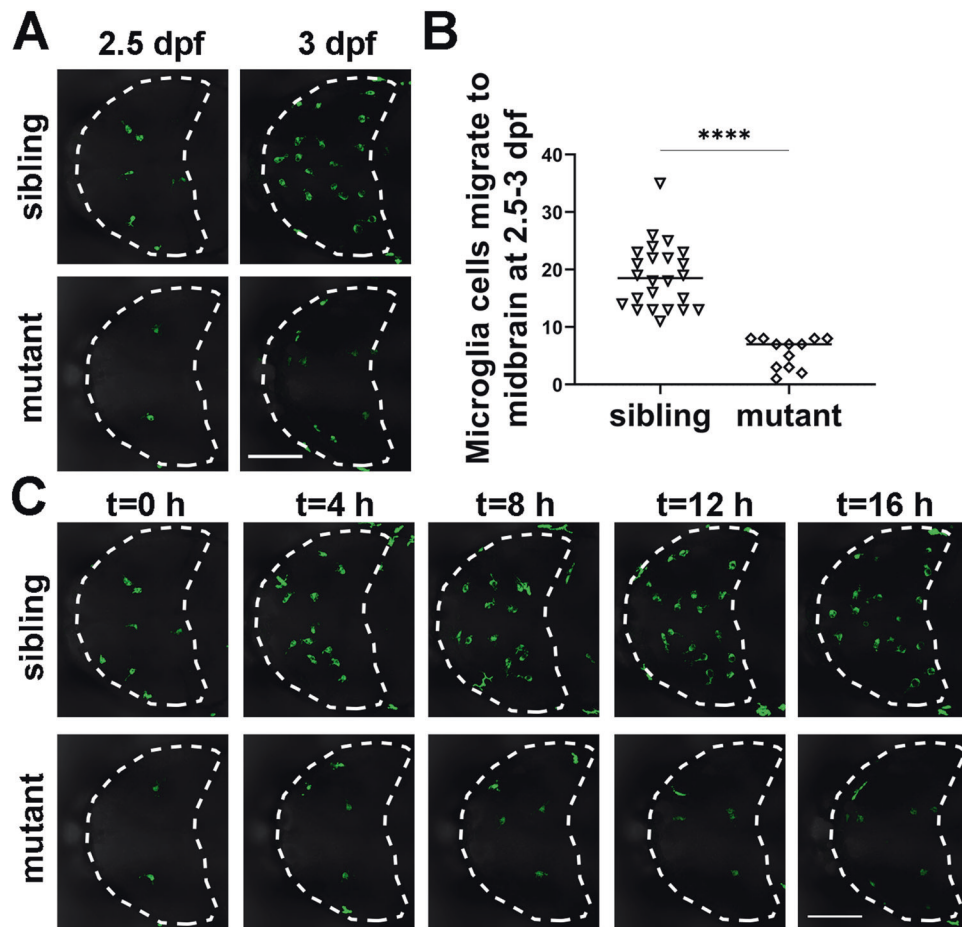 A
2.5 dpf
3 dpf
sibling
mutant
B
Microglia cells migrate to
midbrain at 2.5-3 dpf
****
40
30
20
10
0
sibling
mutant
C
t=0 h
t=4 h
t=8 h
t=12 h
t=16 h
sibling
mutant